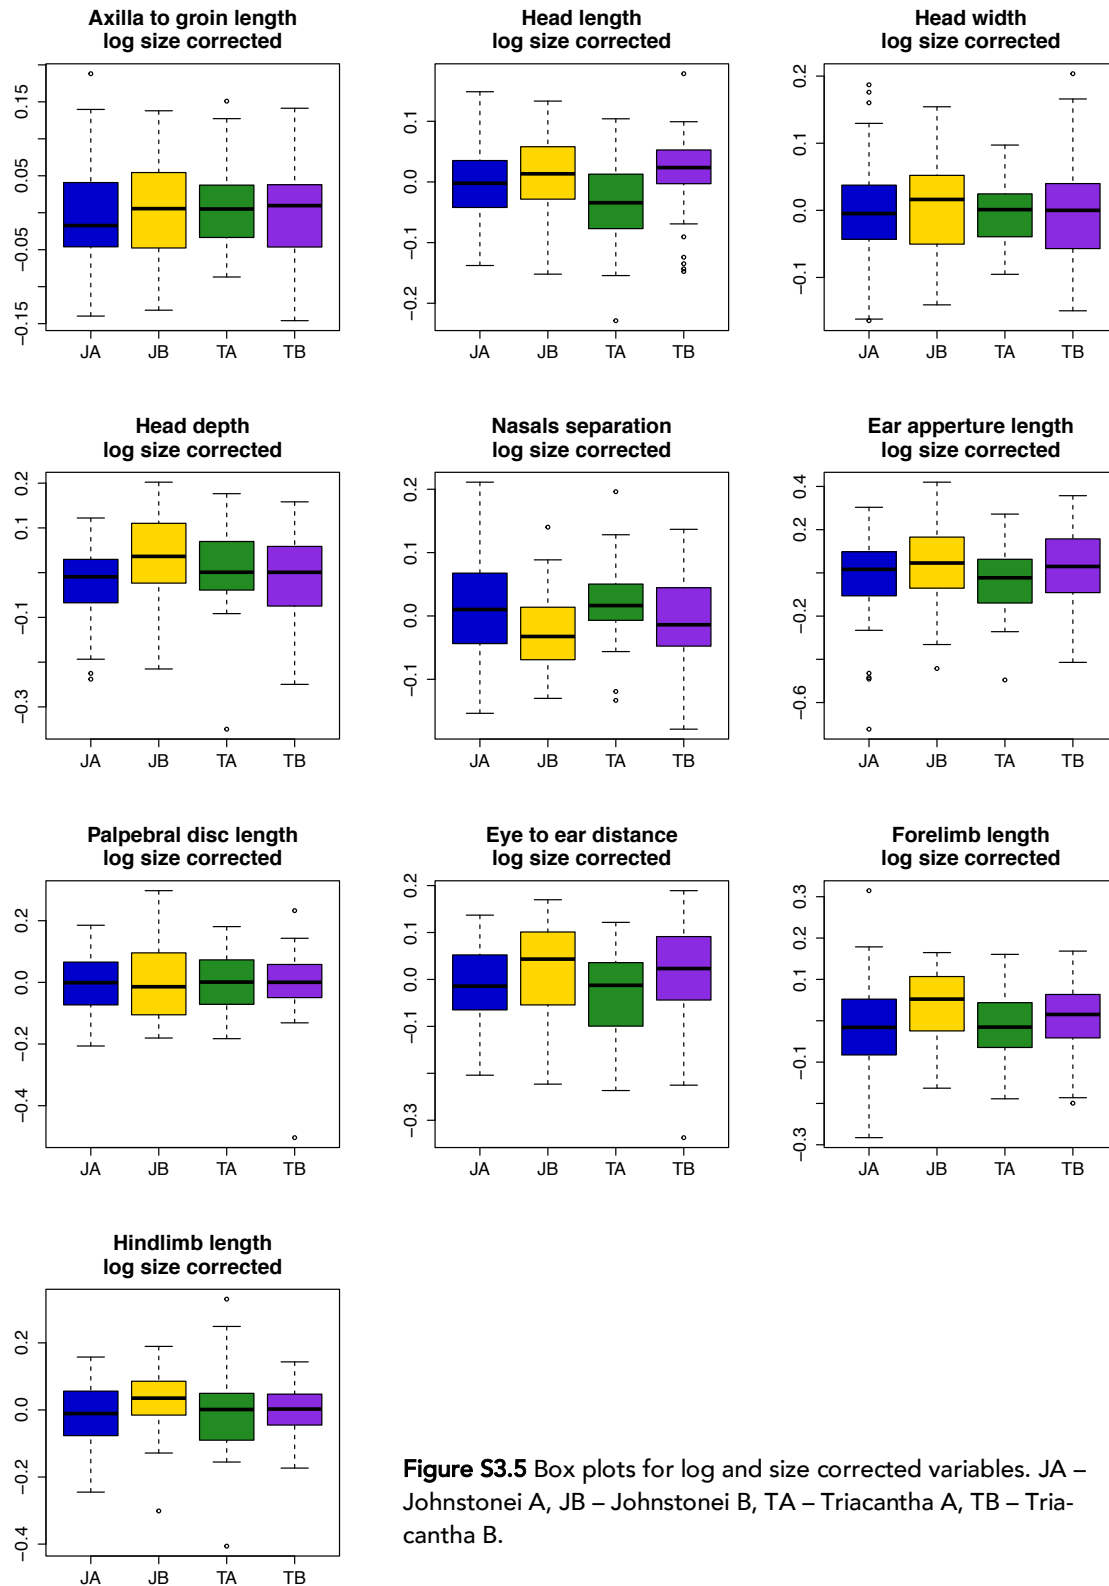 Axilla to groin length
log size corrected
0.15
0.05
−0.05
−0.15
JA JB TA TB
Head length
log size corrected
0.1
0.0
−0.1
−0.2
JA JB TA TB
Head width
log size corrected
0.2
0.1
0.0
−0.1
JA JB TA TB
Head depth
log size corrected
0.2
0.1
−0.1
−0.3
JA JB TA TB
Nasals separation
log size corrected
0.2
0.1
0.0
−0.1
JA JB TA TB
Ear apperture length
log size corrected
0.4
0.2
−0.2
−0.6
JA JB TA TB
Palpebral disc length
log size corrected
0.2
0.0
−0.2
−0.4
JA JB TA TB
Eye to ear distance
log size corrected
0.2
0.1
0.0
−0.1
−0.3
JA JB TA TB
Forelimb length
log size corrected
0.3
0.1
−0.1
−0.3
JA JB TA TB
Hindlimb length
log size corrected
0.2
0.0
−0.2
−0.4
JA JB TA TB
Figure S3.5 Box plots for log and size corrected variables. JA –
Johnstonei A, JB – Johnstonei B, TA – Triacantha A, TB – Tria-
cantha B.